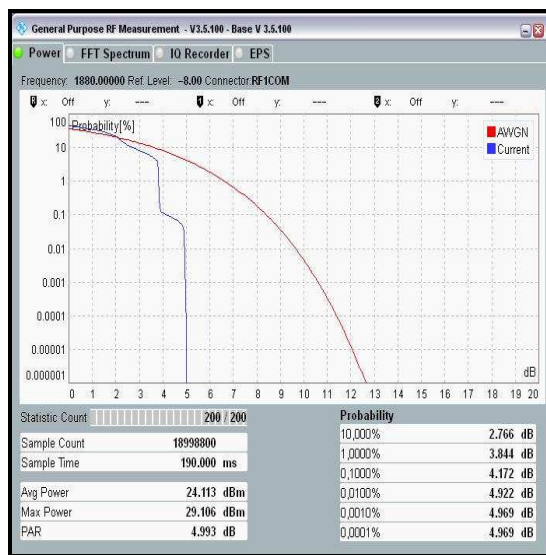 General Purpose RF Measurement - V3.5.100 - Base V 3.5.100
Power FFT Spectrum IQ Recorder EPS
Frequency: 1880.00000 Ref. Level: -8.00 Connector:RF1COM
x: Off y: --- 1 x: Off y: --- 2 x: Off y: ---
Probability[%]
AWGN
Current
100
10
1
0.1
0.01
0.001
0.0001
0.00001
0.000001
dB
0 1 2 3 4 5 6 7 8 9 10 11 12 13 14 15 16 17 18 19 20
Statistic Count 200 / 200
Sample Count 18998800
Sample Time 190.000 ms
Avg Power 24.113 dBm
Max Power 29.106 dBm
PAR 4.993 dB
Probability
10,000% 2.766 dB
1,0000% 3.844 dB
0,1000% 4.172 dB
0,0100% 4.922 dB
0,0010% 4.969 dB
0,0001% 4.969 dB